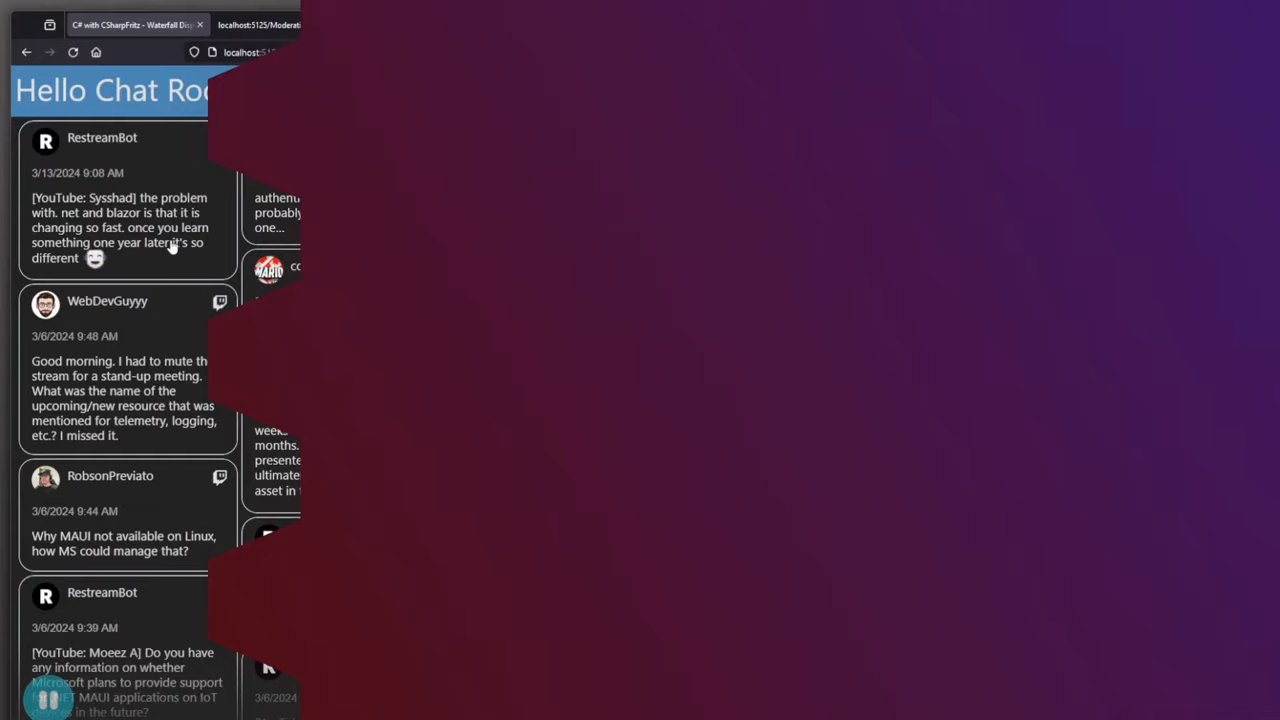 C# with CSharpFritz - Waterfall Disp
localhost:5125/Moderati
localhost:512
Hello Chat Roo
RestreamBot
3/13/2024 9:08 AM
[YouTube: Sysshad] the problem
with. net and blazor is that it is
changing so fast. once you learn
something one year later it's so
different
WebDevGuyyy
3/6/2024 9:48 AM
Good morning. I had to mute th
stream for a stand-up meeting.
What was the name of the
upcoming/new resource that was
mentioned for telemetry, logging,
etc.? I missed it.
RobsonPreviato
3/6/2024 9:44 AM
Why MAUI not available on Linux,
how MS could manage that?
R
RestreamBot
3/6/2024 9:39 AM
[YouTube: Moeez A] Do you have
any information on whether
Microsoft plans to provide support
NET MAUI applications on IoT
in the future?
authent
probably
one...
MARIO
months.
presente
ultimate
asset in
3/6/2024